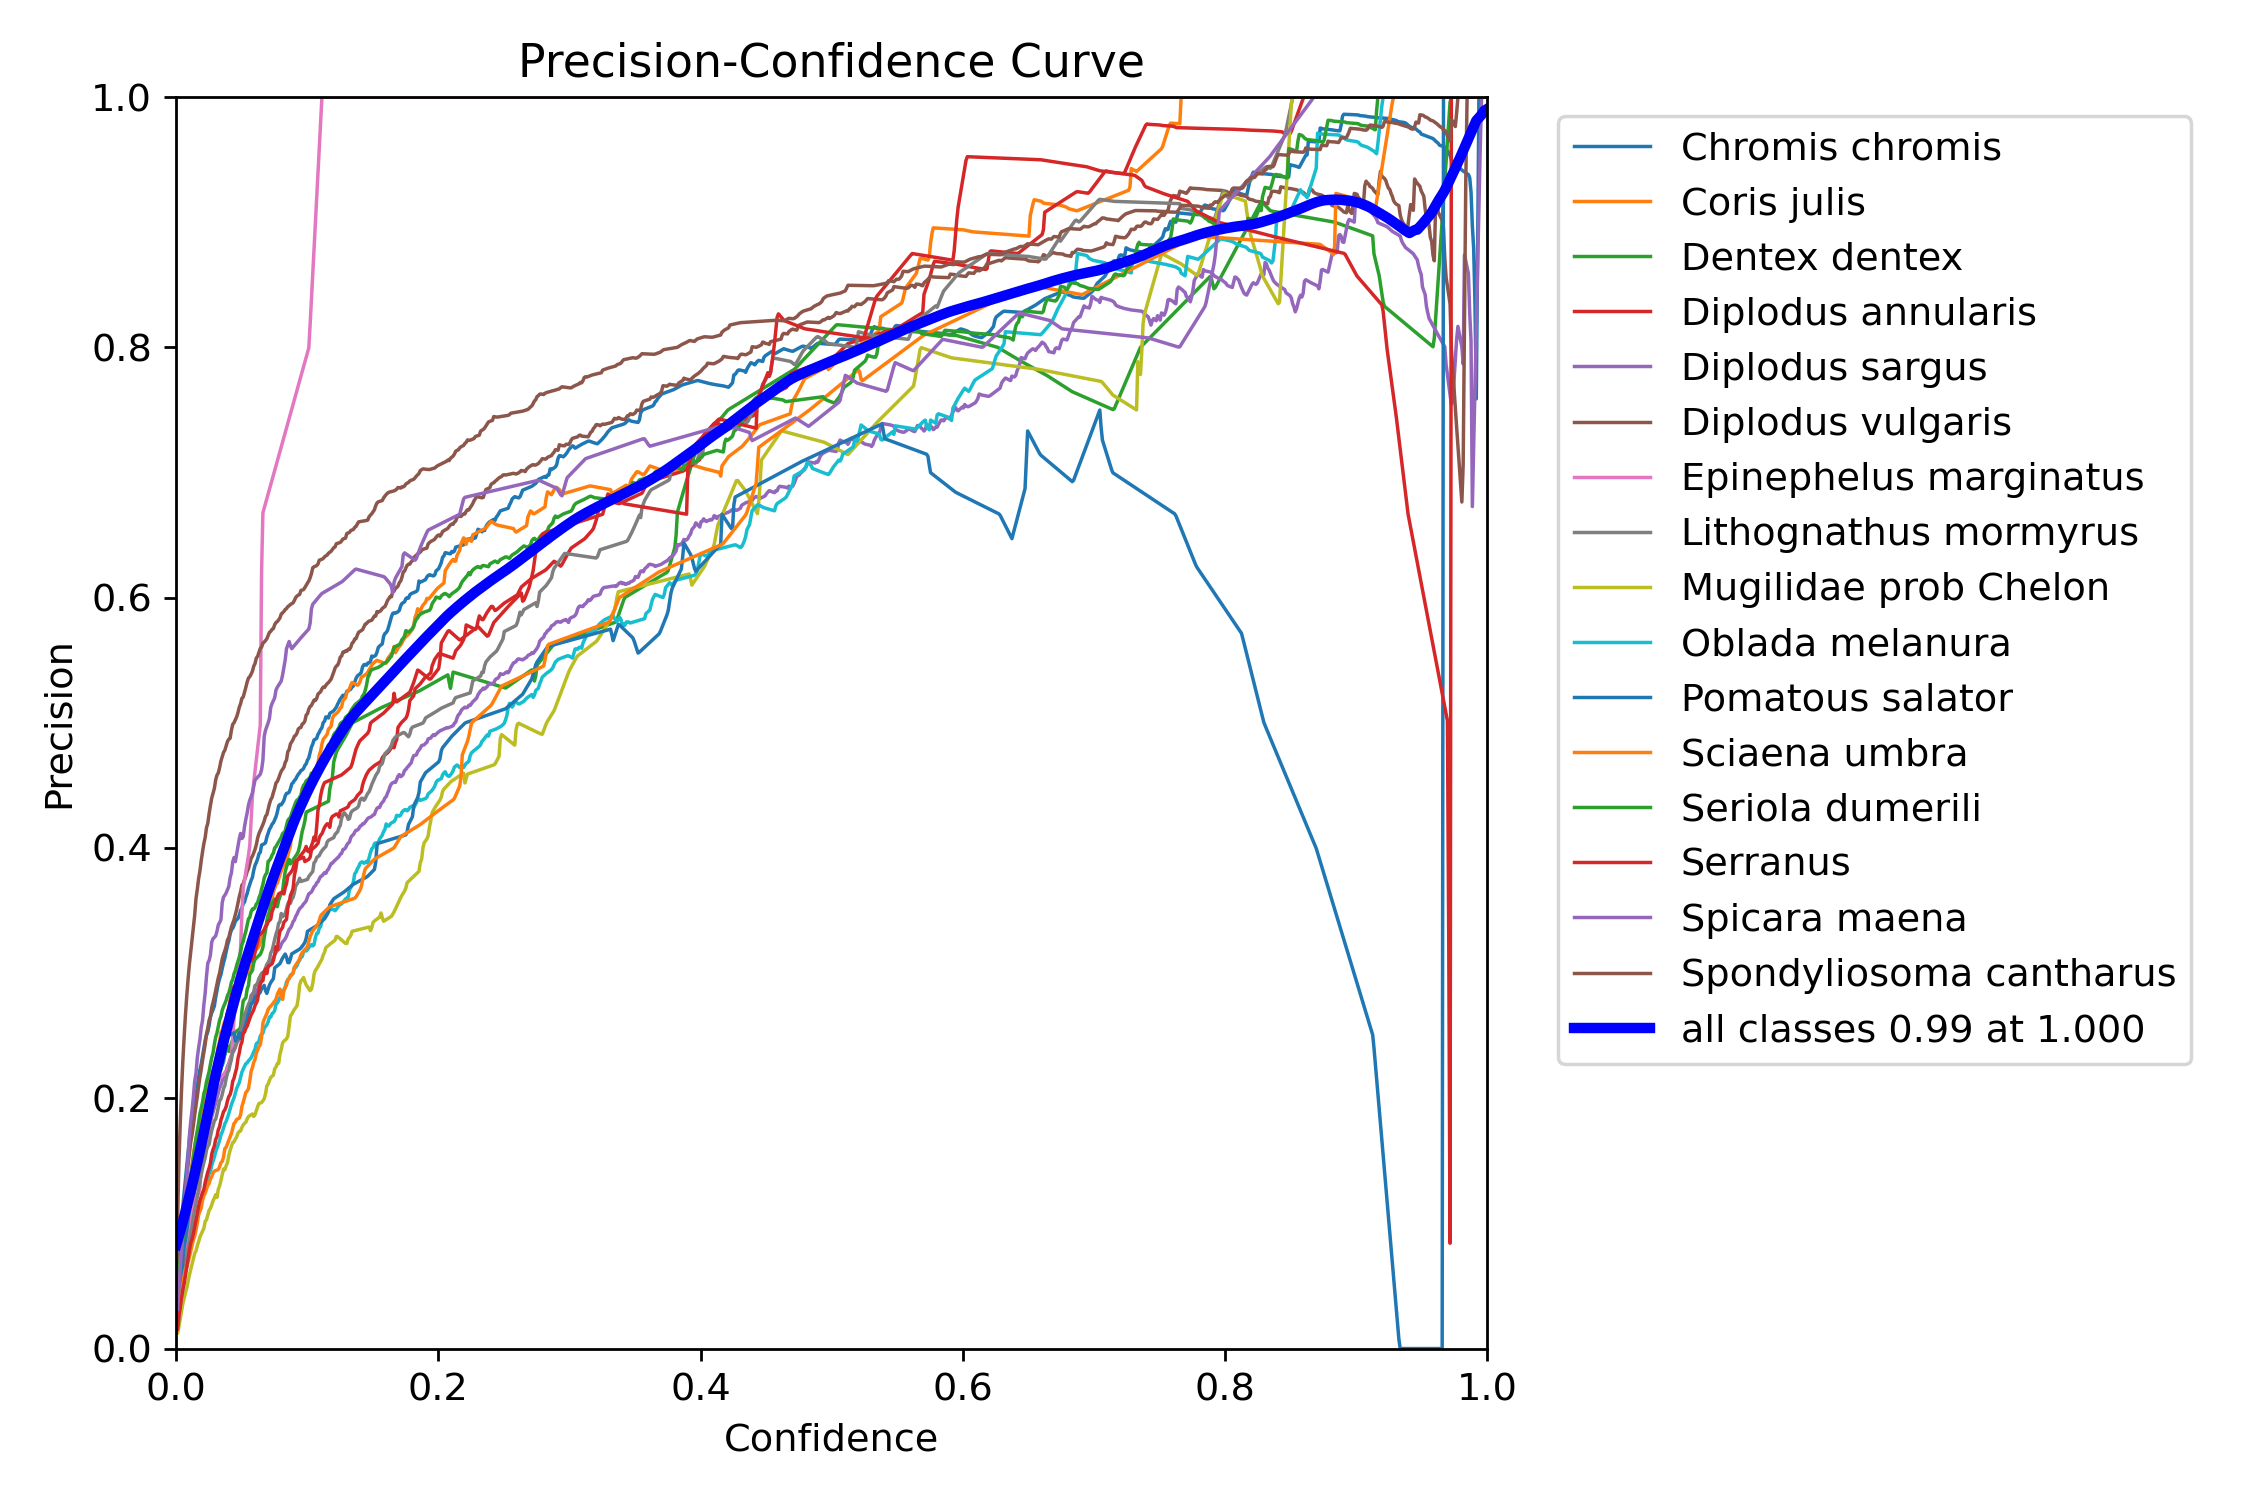 Precision-Confidence Curve
1.0
0.8
0.6
0.4
0.2
0.0
Precision
0.0 0.2 0.4 0.6 0.8 1.0
Confidence
Chromis chromis
Coris julis
Dentex dentex
Diplodus annularis
Diplodus sargus
Diplodus vulgaris
Epinephelus marginatus
Lithognathus mormyrus
Mugilidae prob Chelon
Oblada melanura
Pomatous salator
Sciaena umbra
Seriola dumerili
Serranus
Spicara maena
Spondyliosoma cantharus
all classes 0.99 at 1.000